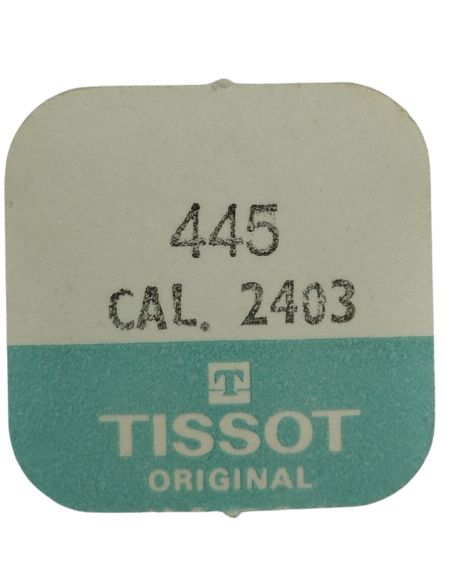 445
CAL. 2403
T
TISSOT
ORIGINAL